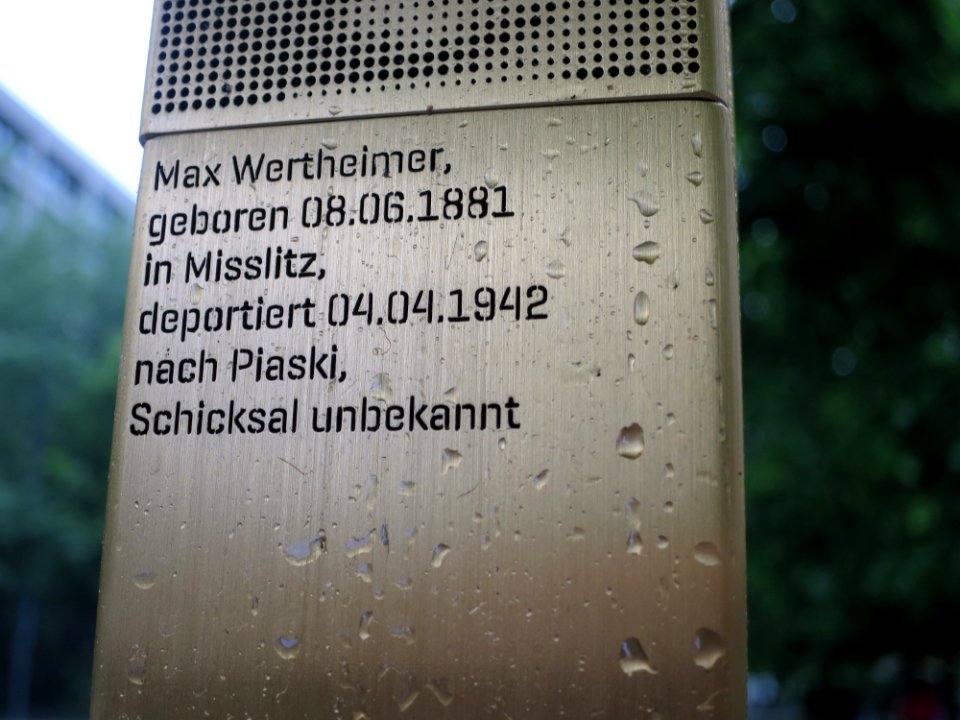 Max Wertheimer,
geboren 08.06.1881
in Misslitz,
deportiert 04.04.1942
nach Piaski,
Schicksal unbekannt